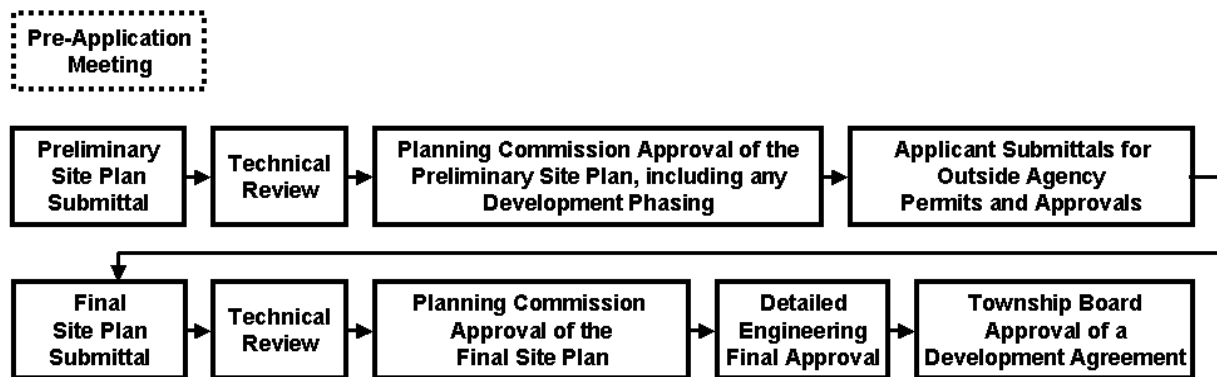 Pre-Application
Meeting
Preliminary
Site Plan
Submittal
Technical
Review
Planning Commission Approval of the
Preliminary Site Plan, including any
Development Phasing
Applicant Submittals for
Outside Agency
Permits and Approvals
Final
Site Plan
Submittal
Technical
Review
Planning Commission
Approval of the
Final Site Plan
Detailed
Engineering
Final Approval
Township Board
Approval of a
Development Agreement